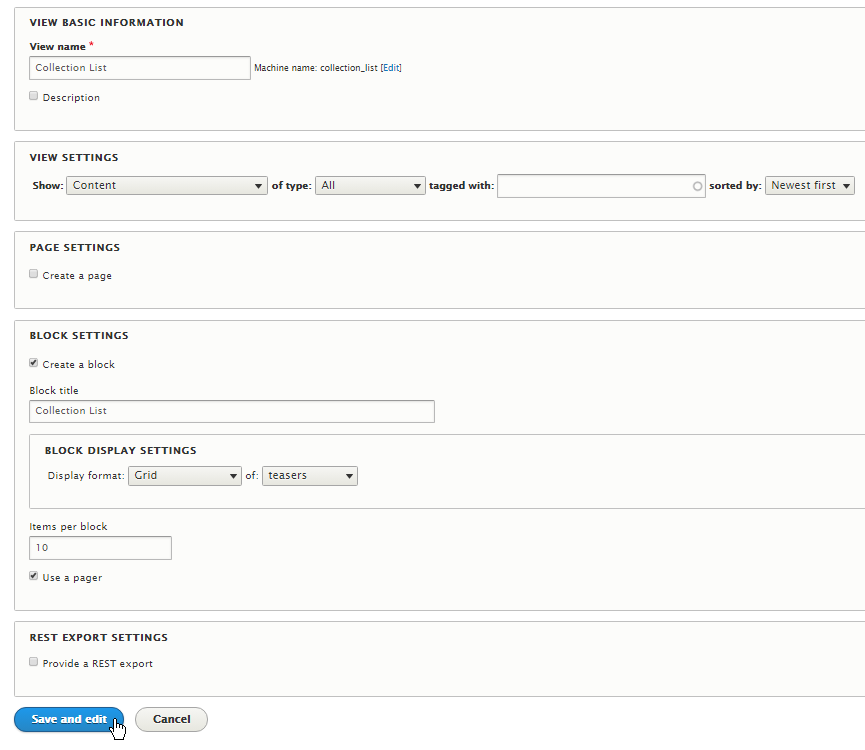 VIEW BASIC INFORMATION
View name *
Collection List Machine name: collection_list [Edit]
Description
VIEW SETTINGS
Show: Content of type: All tagged with: sorted by: Newest first
PAGE SETTINGS
Create a page
BLOCK SETTINGS
Create a block
Block title
Collection List
BLOCK DISPLAY SETTINGS
Display format: Grid of: teasers
Items per block
10
Use a pager
REST EXPORT SETTINGS
Provide a REST export
Save and edit Cancel